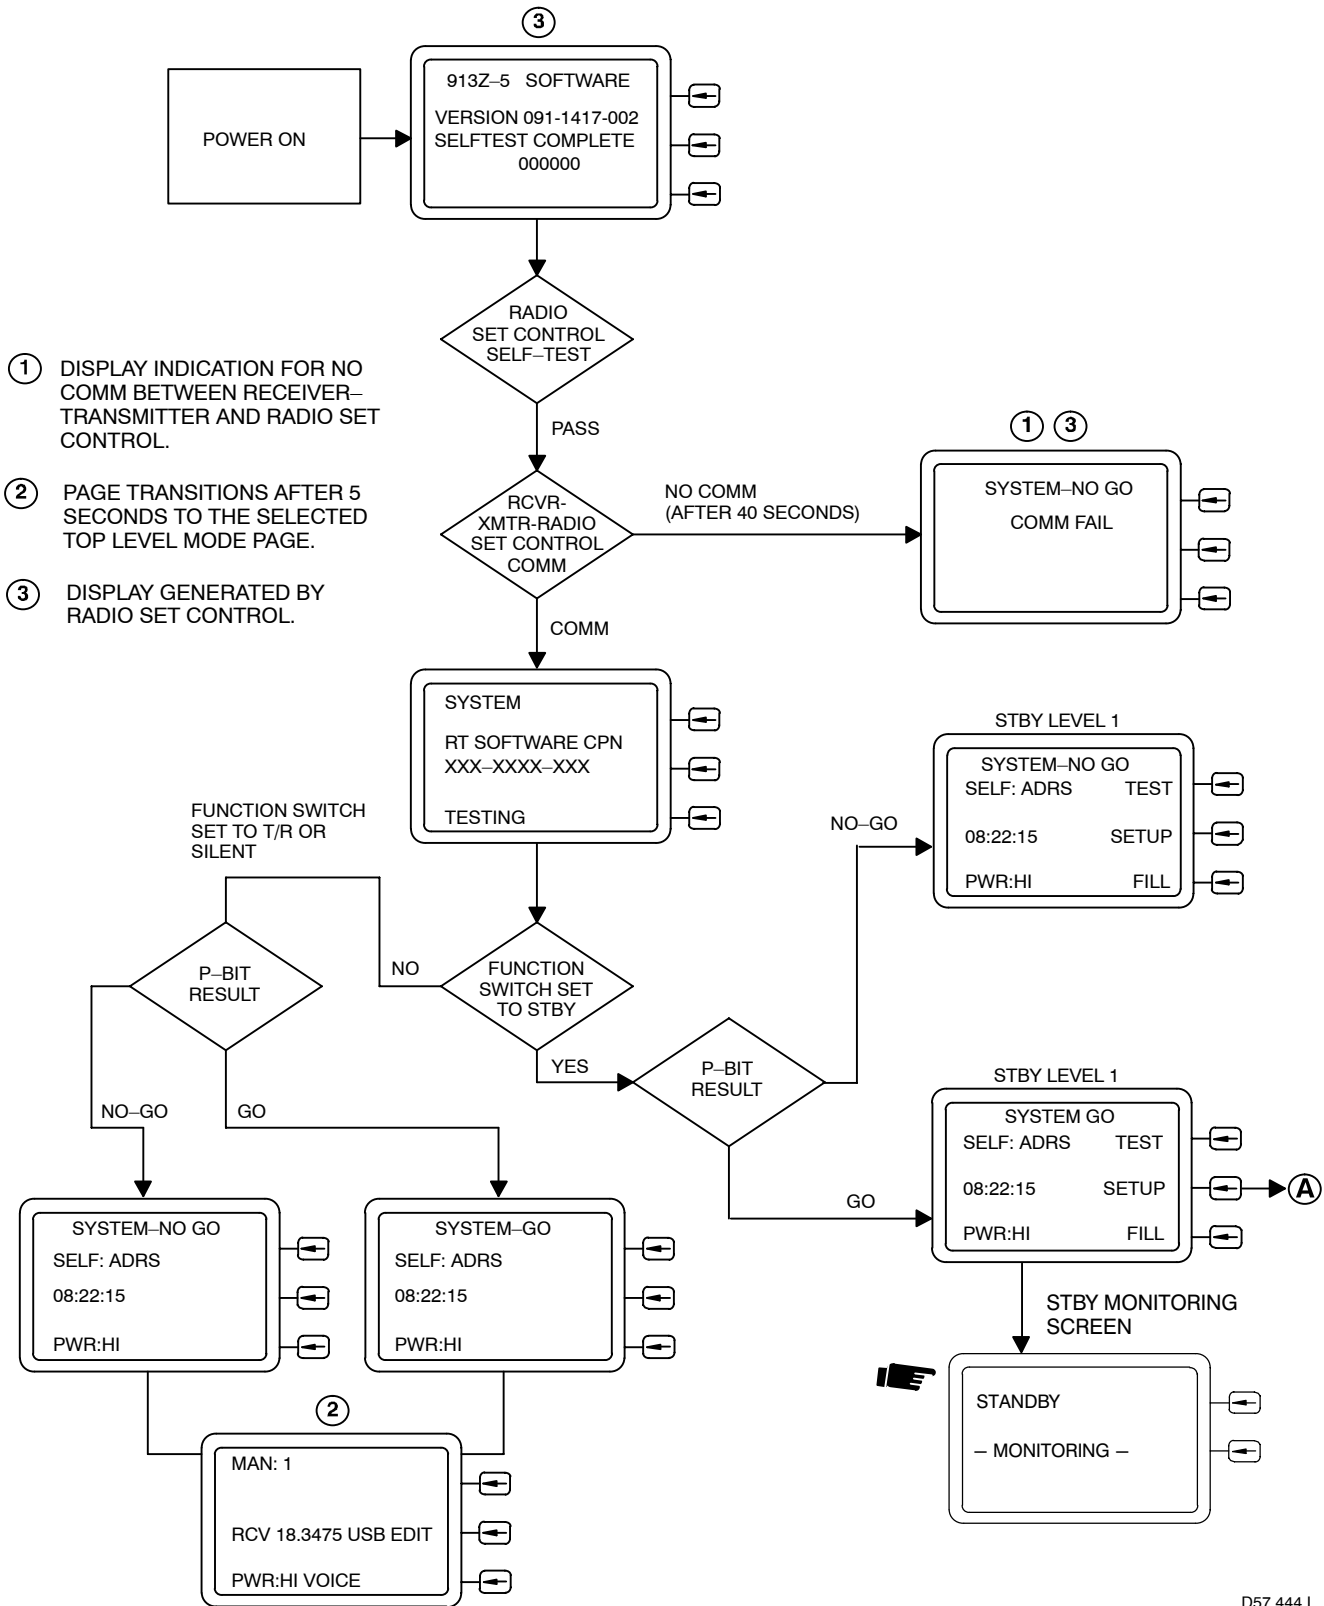 3
913Z–5 SOFTWARE
VERSION 091-1417-002
SELFTEST COMPLETE
000000
POWER ON
RADIO
SET CONTROL
SELF–TEST
1 DISPLAY INDICATION FOR NO
COMM BETWEEN RECEIVER–
TRANSMITTER AND RADIO SET
CONTROL.
2 PAGE TRANSITIONS AFTER 5
SECONDS TO THE SELECTED
TOP LEVEL MODE PAGE.
3 DISPLAY GENERATED BY
RADIO SET CONTROL.
PASS
RCVR-
XMTR-RADIO
SET CONTROL
COMM
NO COMM
(AFTER 40 SECONDS)
1 3
SYSTEM–NO GO
COMM FAIL
COMM
SYSTEM
RT SOFTWARE CPN
XXX–XXXX–XXX
TESTING
FUNCTION SWITCH
SET TO T/R OR
SILENT
NO
FUNCTION
SWITCH SET
TO STBY
YES
P–BIT
RESULT
NO–GO
STBY LEVEL 1
SYSTEM–NO GO
SELF: ADRS TEST
08:22:15 SETUP
PWR:HI FILL
P–BIT
RESULT
GO
STBY LEVEL 1
SYSTEM GO
SELF: ADRS TEST
08:22:15 SETUP
PWR:HI FILL
A
STBY MONITORING
SCREEN
STANDBY
– MONITORING –
NO–GO
GO
SYSTEM–NO GO
SELF: ADRS
08:22:15
PWR:HI
SYSTEM–GO
SELF: ADRS
08:22:15
PWR:HI
2
MAN: 1
RCV 18.3475 USB EDIT
PWR:HI VOICE